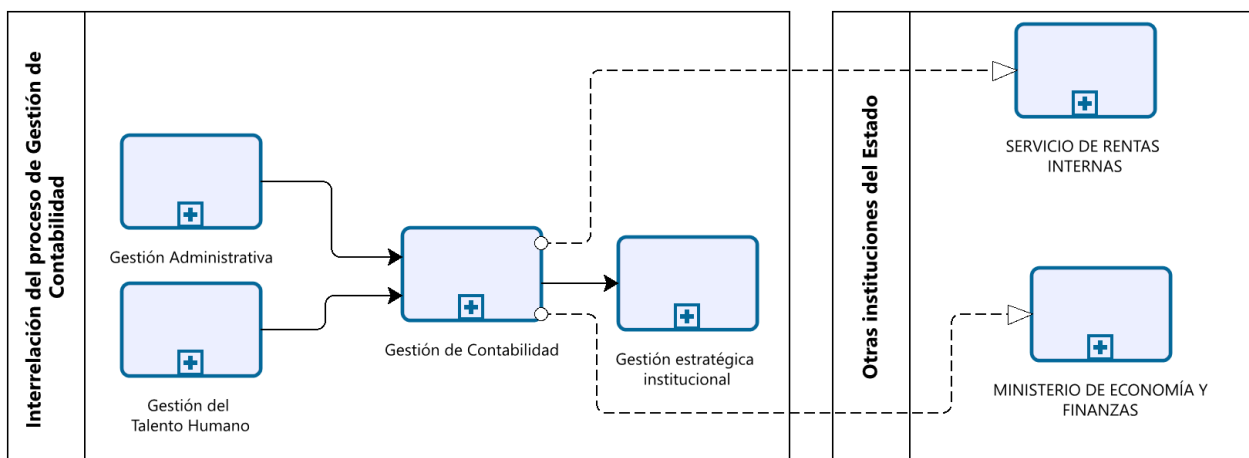 Interrelación del proceso de Gestión de
Contabilidad
Gestión Administrativa
Gestión del
Talento Humano
Gestión de Contabilidad
Gestión estratégica
institucional
Otras instituciones del Estado
SERVICIO DE RENTAS
INTERNAS
MINISTERIO DE ECONOMÍA Y
FINANZAS